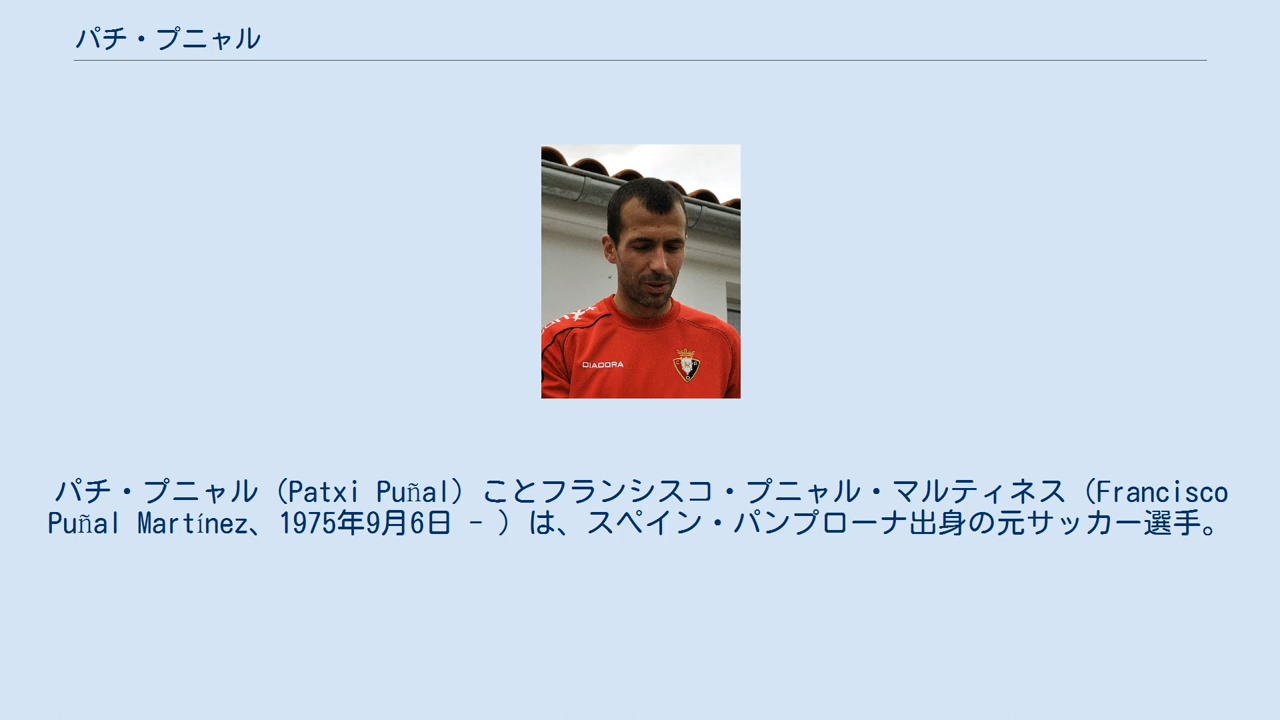 パチ・プニャル
DIADORA
パチ・プニャル（Patxi Puñal）ことフランシスコ・プニャル・マルティネス（Francisco
Puñal Martínez、1975年9月6日 - ）は、スペイン・パンプローナ出身の元サッカー選手。